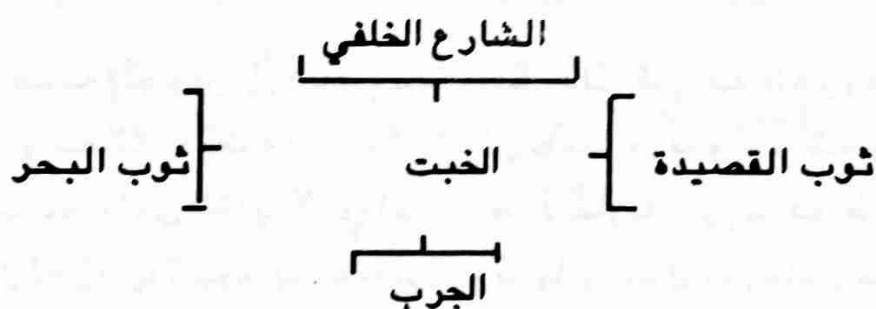 الشارع الخلفي
ثوب القصيدة الخبت ثوب البحر
الجرب